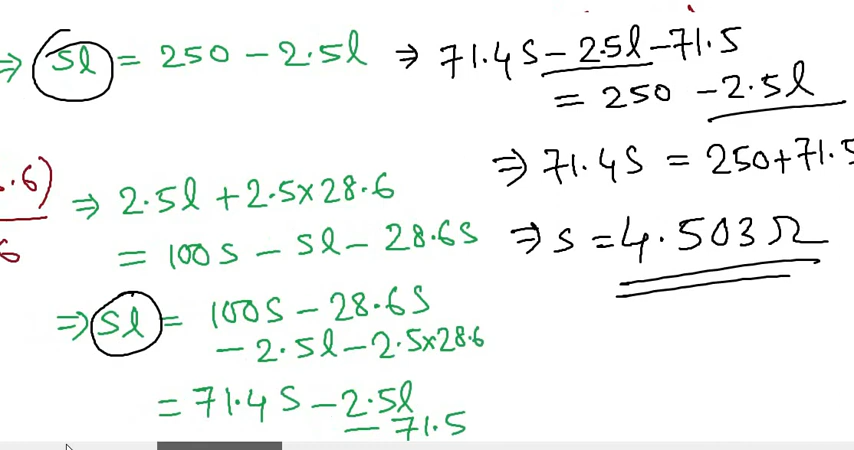 ⇒ Sl = 250 - 2.5l ⇒ 71.4S - 2.5l - 71.5
= 250 - 2.5l
⇒ 71.4S = 250+71.5
⇒ S = 4.503Ω
.6)
6
⇒ 2.5l + 2.5×28.6
= 100S - Sl - 28.6S
⇒ Sl = 100S - 28.6S
- 2.5l - 2.5×28.6
= 71.4S - 2.5l
- 71.5